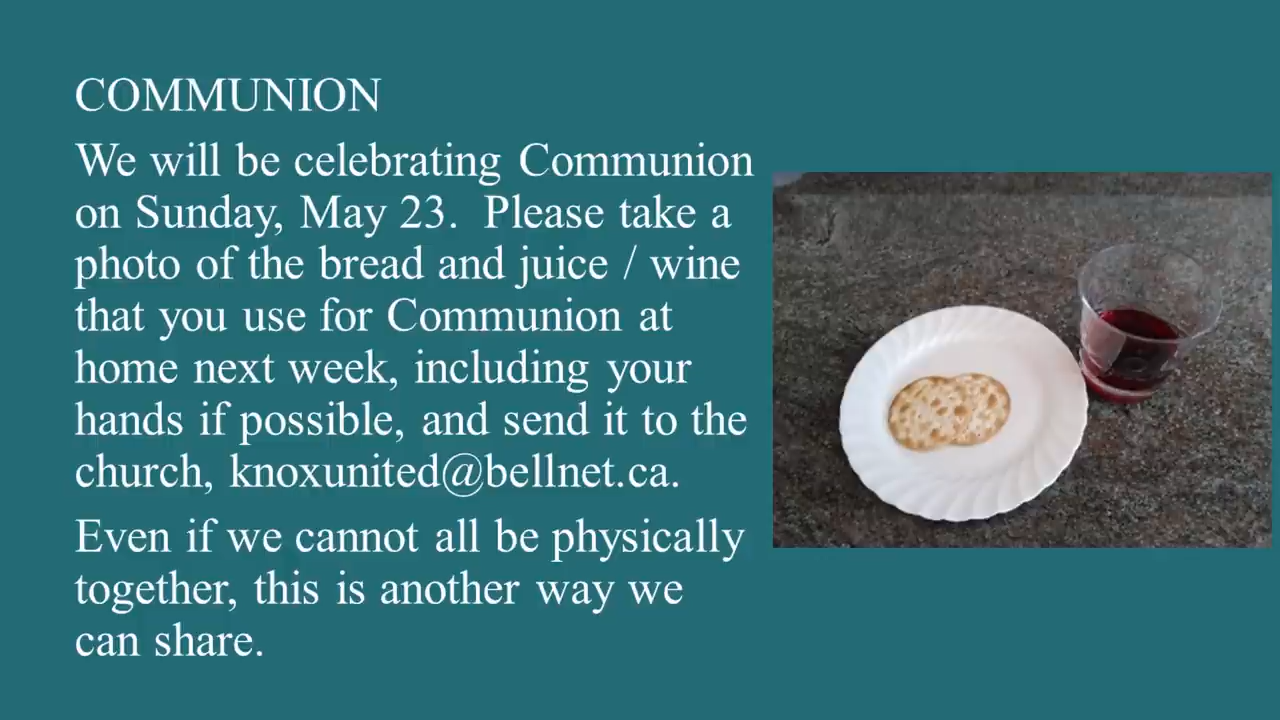 COMMUNION
We will be celebrating Communion
on Sunday, May 23.  Please take a
photo of the bread and juice / wine
that you use for Communion at
home next week, including your
hands if possible, and send it to the
church, knoxunited@bellnet.ca.
Even if we cannot all be physically
together, this is another way we
can share.